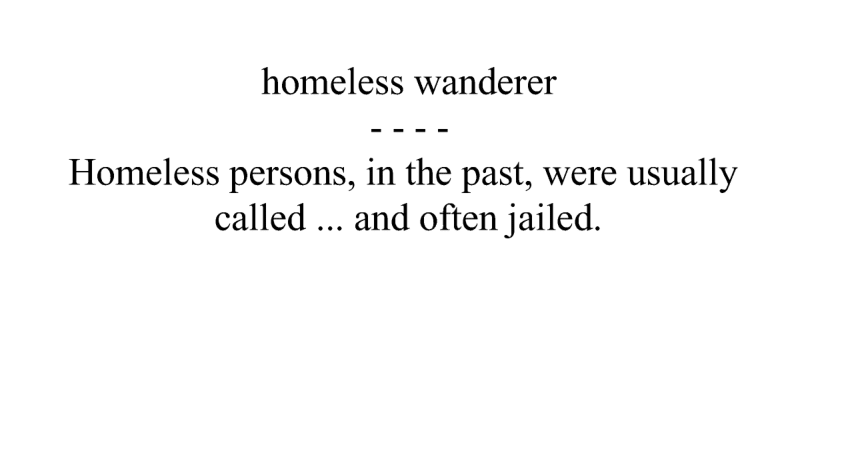 homeless wanderer
- - - -
Homeless persons, in the past, were usually
called ... and often jailed.